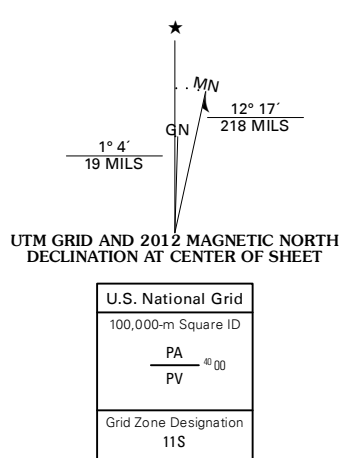 ★
MN
GN
12° 17´
218 MILS
1° 4´
19 MILS
UTM GRID AND 2012 MAGNETIC NORTH
DECLINATION AT CENTER OF SHEET
U.S. National Grid
100,000-m Square ID
PA
40 00
PV
Grid Zone Designation
11S